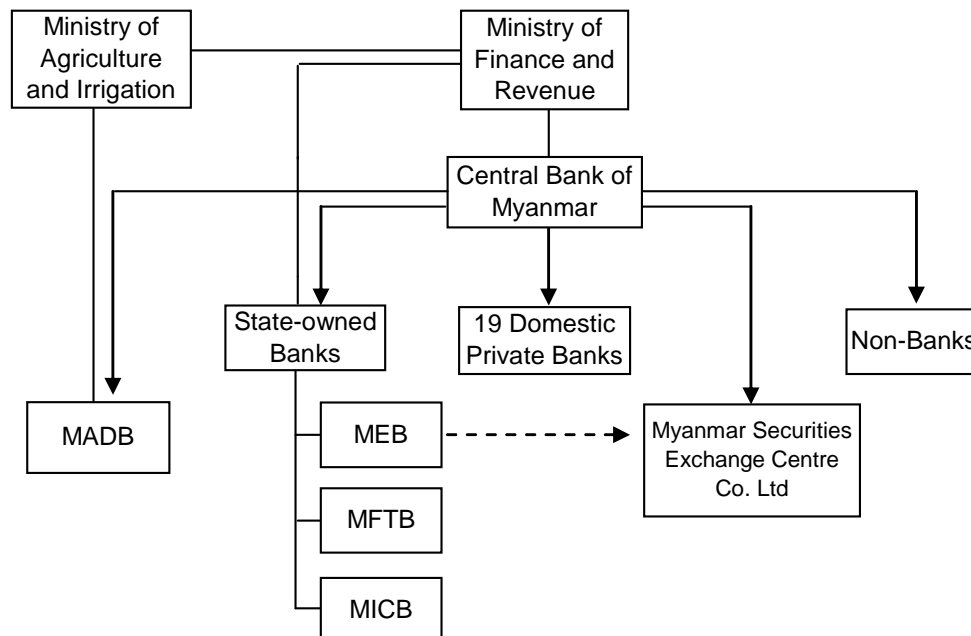 Ministry of
Agriculture
and Irrigation
Ministry of
Finance and
Revenue
Central Bank of
Myanmar
State-owned
Banks
19 Domestic
Private Banks
Non-Banks
MADB
MEB
Myanmar Securities
Exchange Centre
Co. Ltd
MFTB
MICB